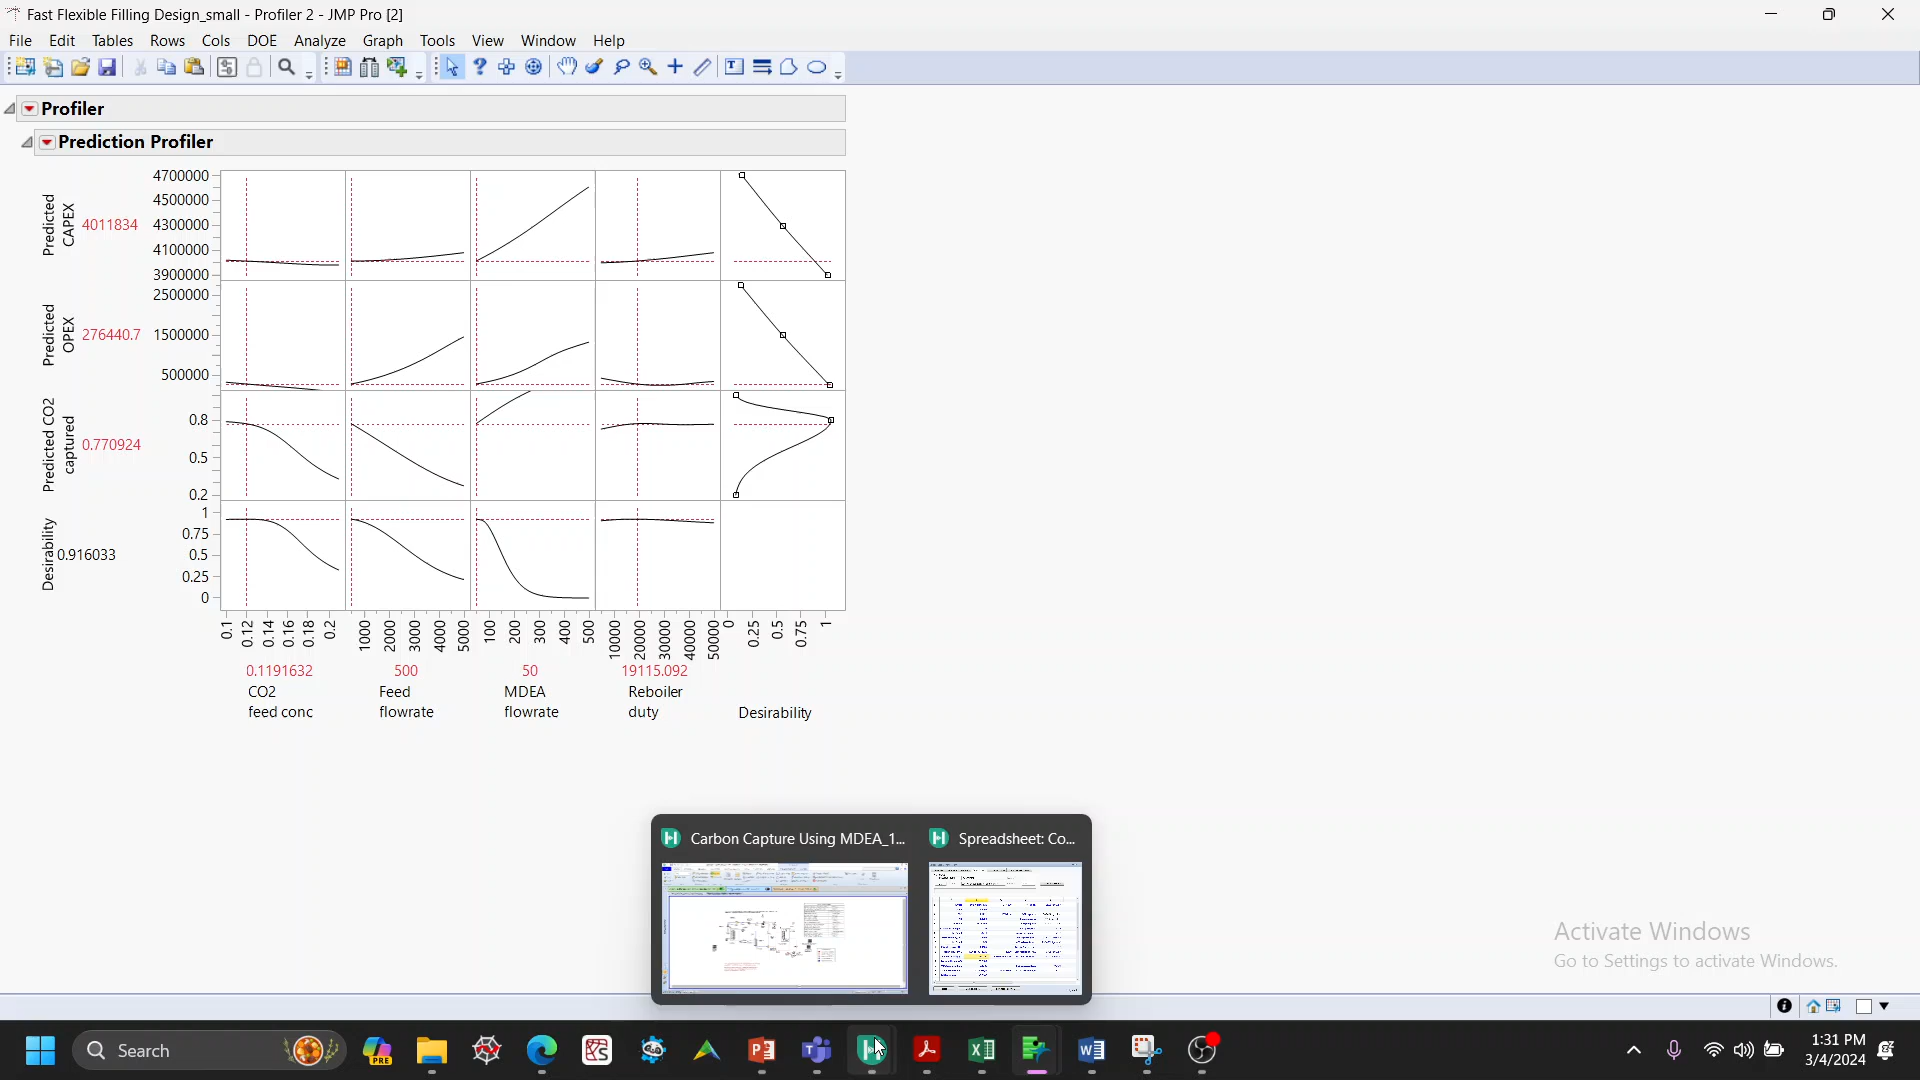 Fast Flexible Filling Design_small - Profiler 2 - JMP Pro [2]
File Edit Tables Rows Cols DOE Analyze Graph Tools View Window Help
Profiler
Prediction Profiler
Predicted CAPEX
4011834
4700000
4500000
4300000
4100000
3900000
Predicted OPEX
276440.7
2500000
1500000
500000
Predicted CO2 captured
0.770924
0.8
0.5
0.2
Desirability
0.916033
1
0.75
0.5
0.25
0
0.1 0.12 0.14 0.16 0.18 0.2
1000 2000 3000 4000 5000
100 200 300 400 500
10000 20000 30000 40000 50000
0 0.25 0.5 0.75 1
0.1191632
CO2
feed conc
500
Feed
flowrate
50
MDEA
flowrate
19115.092
Reboiler
duty
Desirability
Carbon Capture Using MDEA_1...
Spreadsheet: Co...
Activate Windows
Go to Settings to activate Windows.
Search
PRE
1:31 PM
3/4/2024